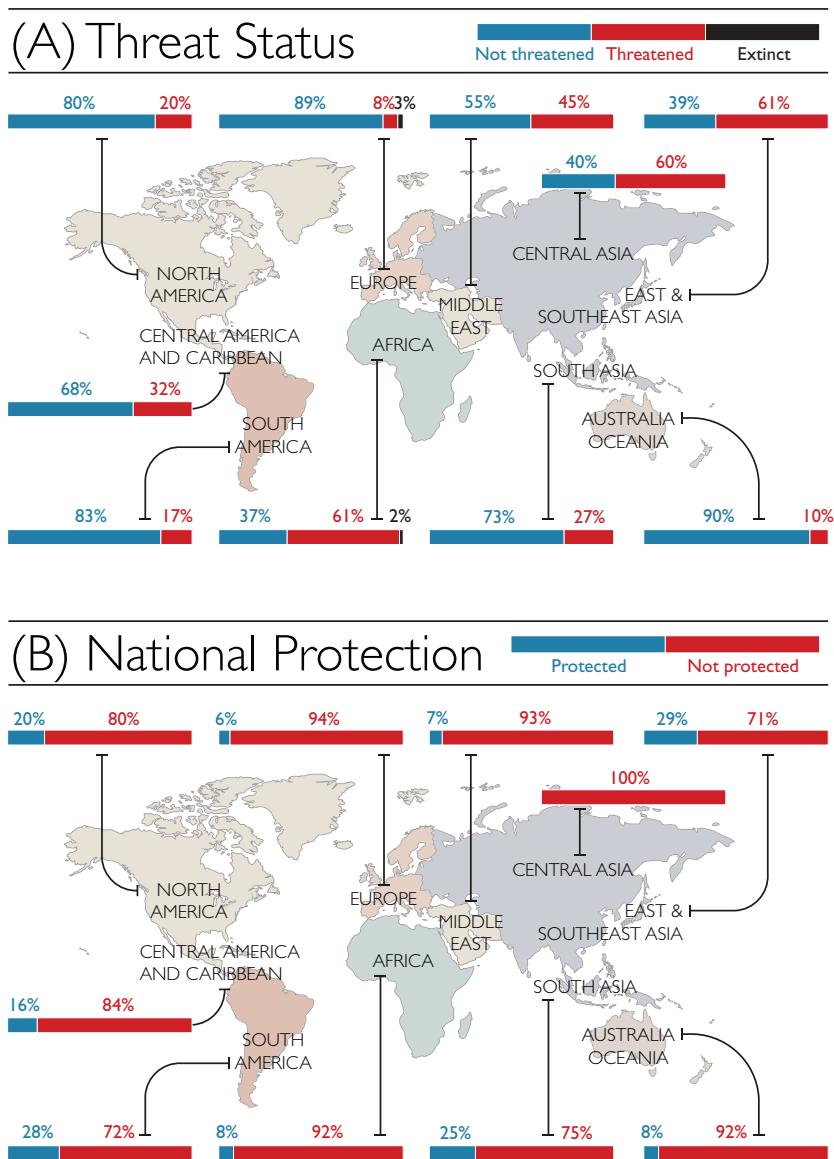 (A) Threat Status
Not threatened Threatened Extinct
80% 20% 89% 8% 3% 55% 45% 39% 61%
40% 60%
CENTRAL ASIA
NORTH
AMERICA
EUROPE
MIDDLE
EAST
EAST &
SOUTHEAST ASIA
CENTRAL AMERICA
AND CARIBBEAN
AFRICA
SOUTH ASIA
68% 32%
SOUTH
AMERICA
AUSTRALIA
OCEANIA
83% 17% 37% 61% 2% 73% 27% 90% 10%
(B) National Protection
Protected Not protected
20% 80% 6% 94% 7% 93% 29% 71%
100%
CENTRAL ASIA
NORTH
AMERICA
EUROPE
MIDDLE
EAST
EAST &
SOUTHEAST ASIA
CENTRAL AMERICA
AND CARIBBEAN
AFRICA
SOUTH ASIA
16% 84%
SOUTH
AMERICA
AUSTRALIA
OCEANIA
28% 72% 8% 92% 25% 75% 8% 92%